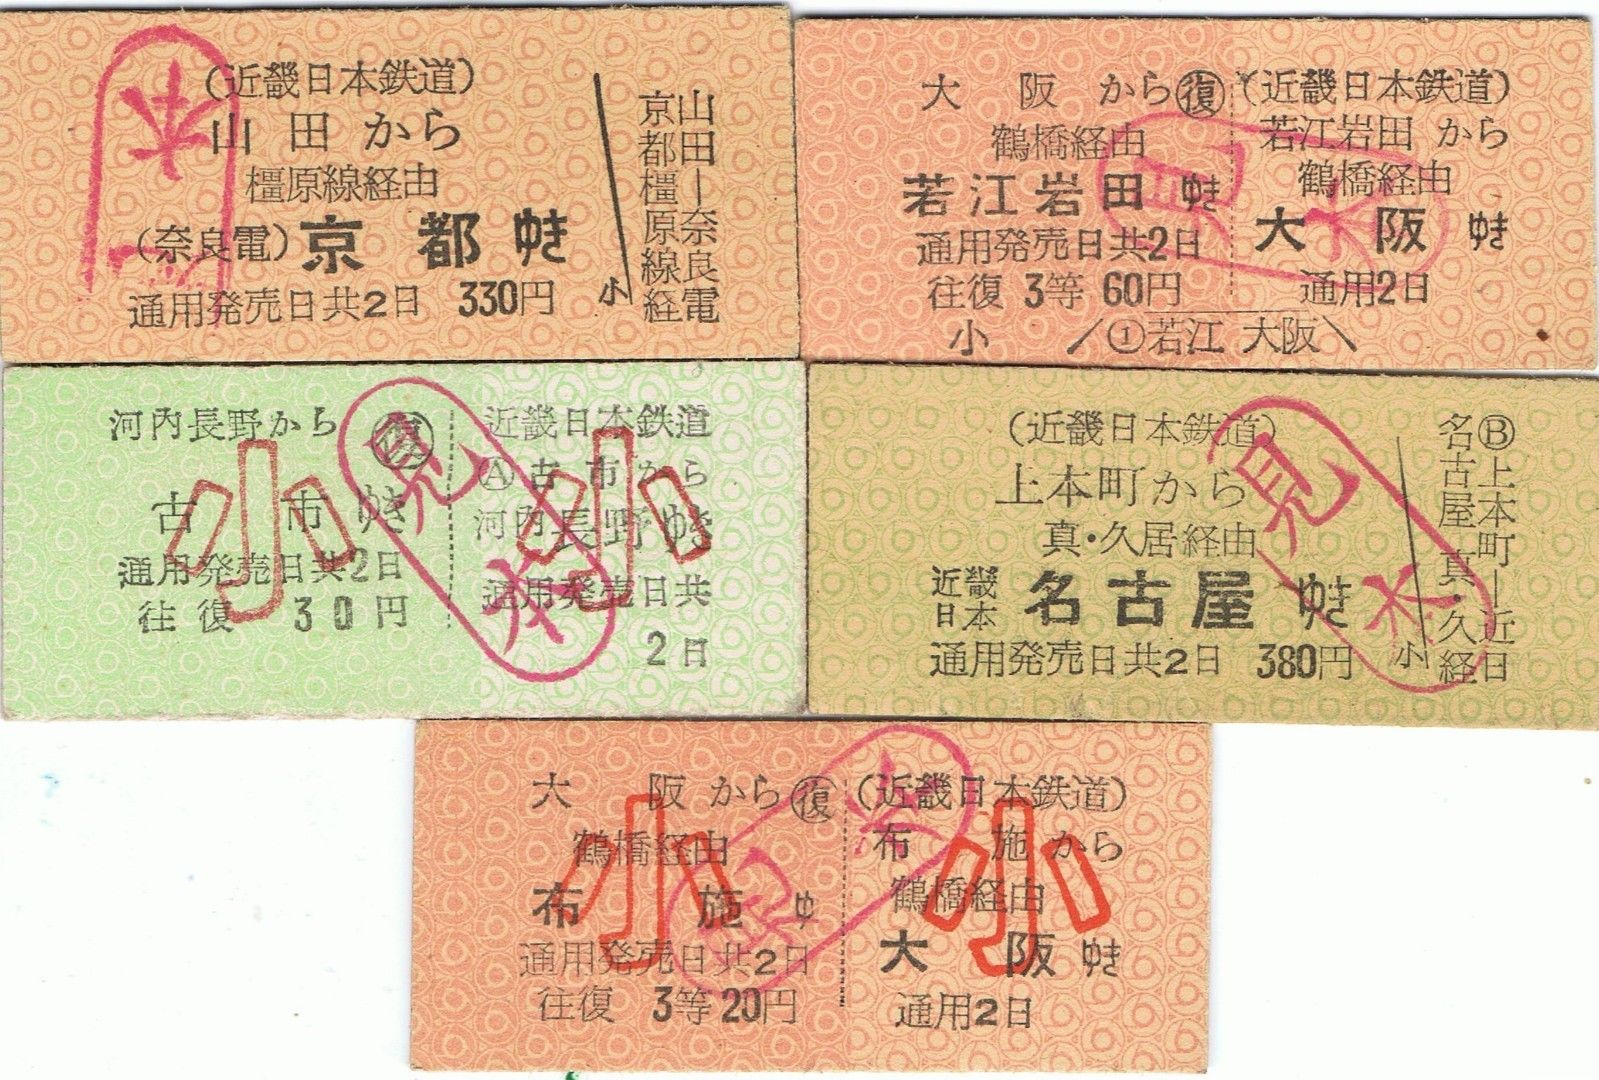 (近畿日本鉄道)
山田から
橿原線経由
(奈良電) 京都ゆき
通用発売日共2日 330円
小
山田―奈良電
京都橿原線経
本
大阪から 復
鶴橋経由
若江岩田ゆき
通用発売日共2日
往復 3等 60円
小 ①若江 大阪
(近畿日本鉄道)
若江岩田から
鶴橋経由
大阪ゆき
通用2日
見本
河内長野から 復
古市ゆき
通用発売日共2日
往復 30円
小
近畿日本鉄道
Ⓐ古市から
河内長野ゆき
通用発売日共
2日
小
見本
(近畿日本鉄道)
上本町から
真・久居経由
近畿日本 名古屋ゆき
通用発売日共2日 380円
小
Ⓑ上本町―近日
名古屋真・久経
見本
大阪から 復
鶴橋経由
布施ゆ
通用発売日共2日
往復 3等 20円
小
(近畿日本鉄道)
布施から
鶴橋経由
大阪ゆき
通用2日
小
見本